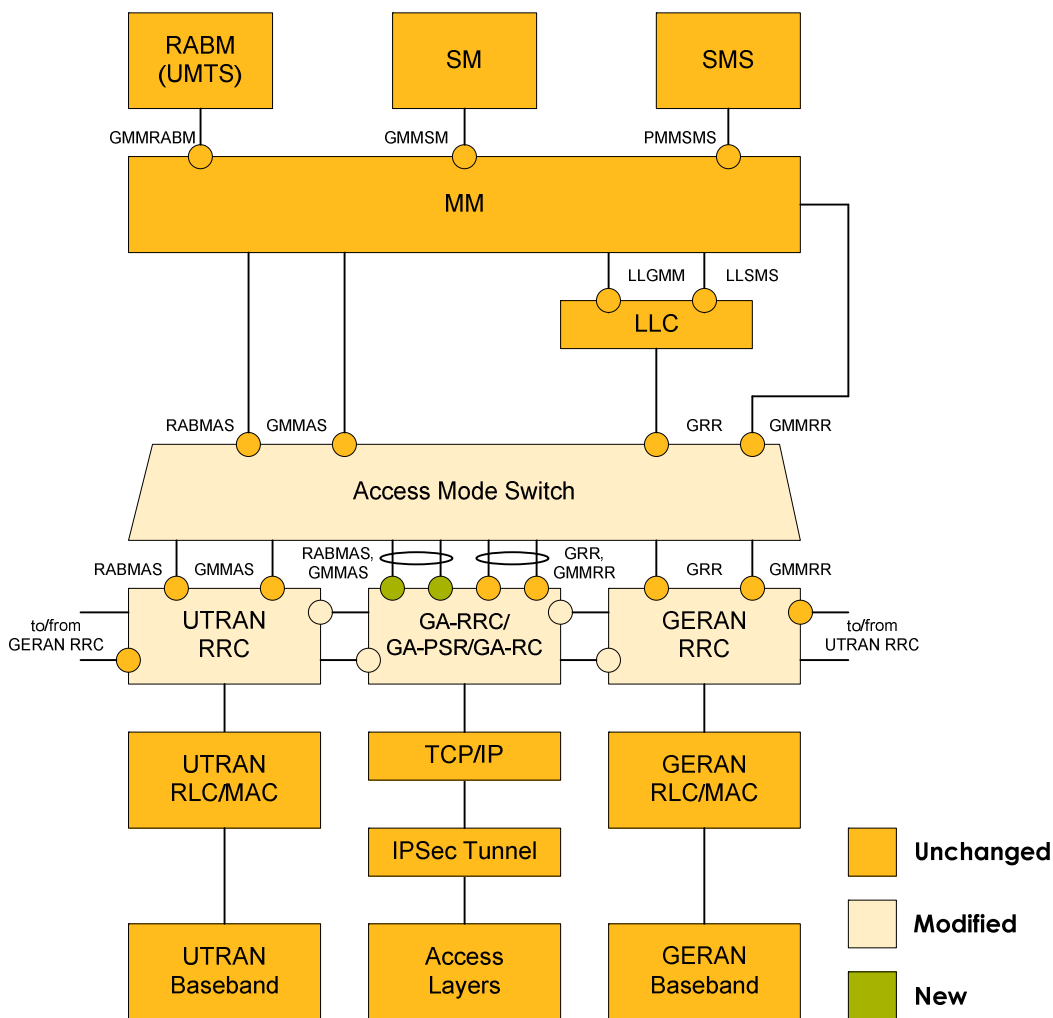 RABM
(UMTS)
SM
SMS
GMMRABM
GMMSM
PMMSMS
MM
LLGMM
LLSMS
LLC
RABMAS
GMMAS
GRR
GMMRR
Access Mode Switch
RABMAS
GMMAS
RABMAS,
GMMAS
GRR,
GMMRR
GRR
GMMRR
to/from
GERAN RRC
UTRAN
RRC
GA-RRC/
GA-PSR/GA-RC
GERAN
RRC
to/from
UTRAN RRC
UTRAN
RLC/MAC
TCP/IP
GERAN
RLC/MAC
IPSec Tunnel
UTRAN
Baseband
Access
Layers
GERAN
Baseband
Unchanged
Modified
New